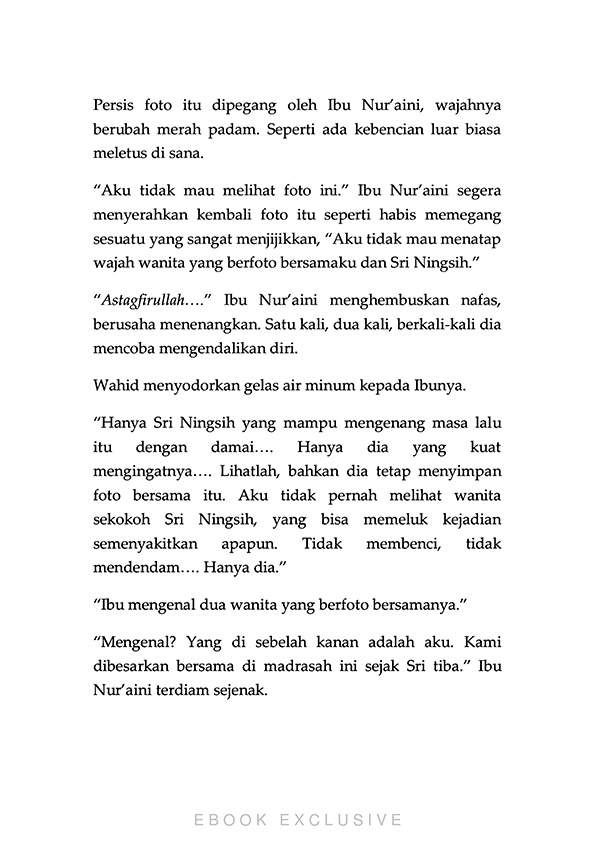 Persis foto itu dipegang oleh Ibu Nur’aini, wajahnya
berubah merah padam. Seperti ada kebencian luar biasa
meletus di sana.
“Aku tidak mau melihat foto ini.” Ibu Nur’aini segera
menyerahkan kembali foto itu seperti habis memegang
sesuatu yang sangat menjijikkan, “Aku tidak mau menatap
wajah wanita yang berfoto bersamaku dan Sri Ningsih.”
“Astagfirullah….” Ibu Nur’aini menghembuskan nafas,
berusaha menenangkan. Satu kali, dua kali, berkali-kali dia
mencoba mengendalikan diri.
Wahid menyodorkan gelas air minum kepada Ibunya.
“Hanya Sri Ningsih yang mampu mengenang masa lalu
itu dengan damai…. Hanya dia yang kuat
mengingatnya…. Lihatlah, bahkan dia tetap menyimpan
foto bersama itu. Aku tidak pernah melihat wanita
sekokoh Sri Ningsih, yang bisa memeluk kejadian
semenyakitkan apapun. Tidak membenci, tidak
mendendam…. Hanya dia.”
“Ibu mengenal dua wanita yang berfoto bersamanya.”
“Mengenal? Yang di sebelah kanan adalah aku. Kami
dibesarkan bersama di madrasah ini sejak Sri tiba.” Ibu
Nur’aini terdiam sejenak.
EBOOK EXCLUSIVE